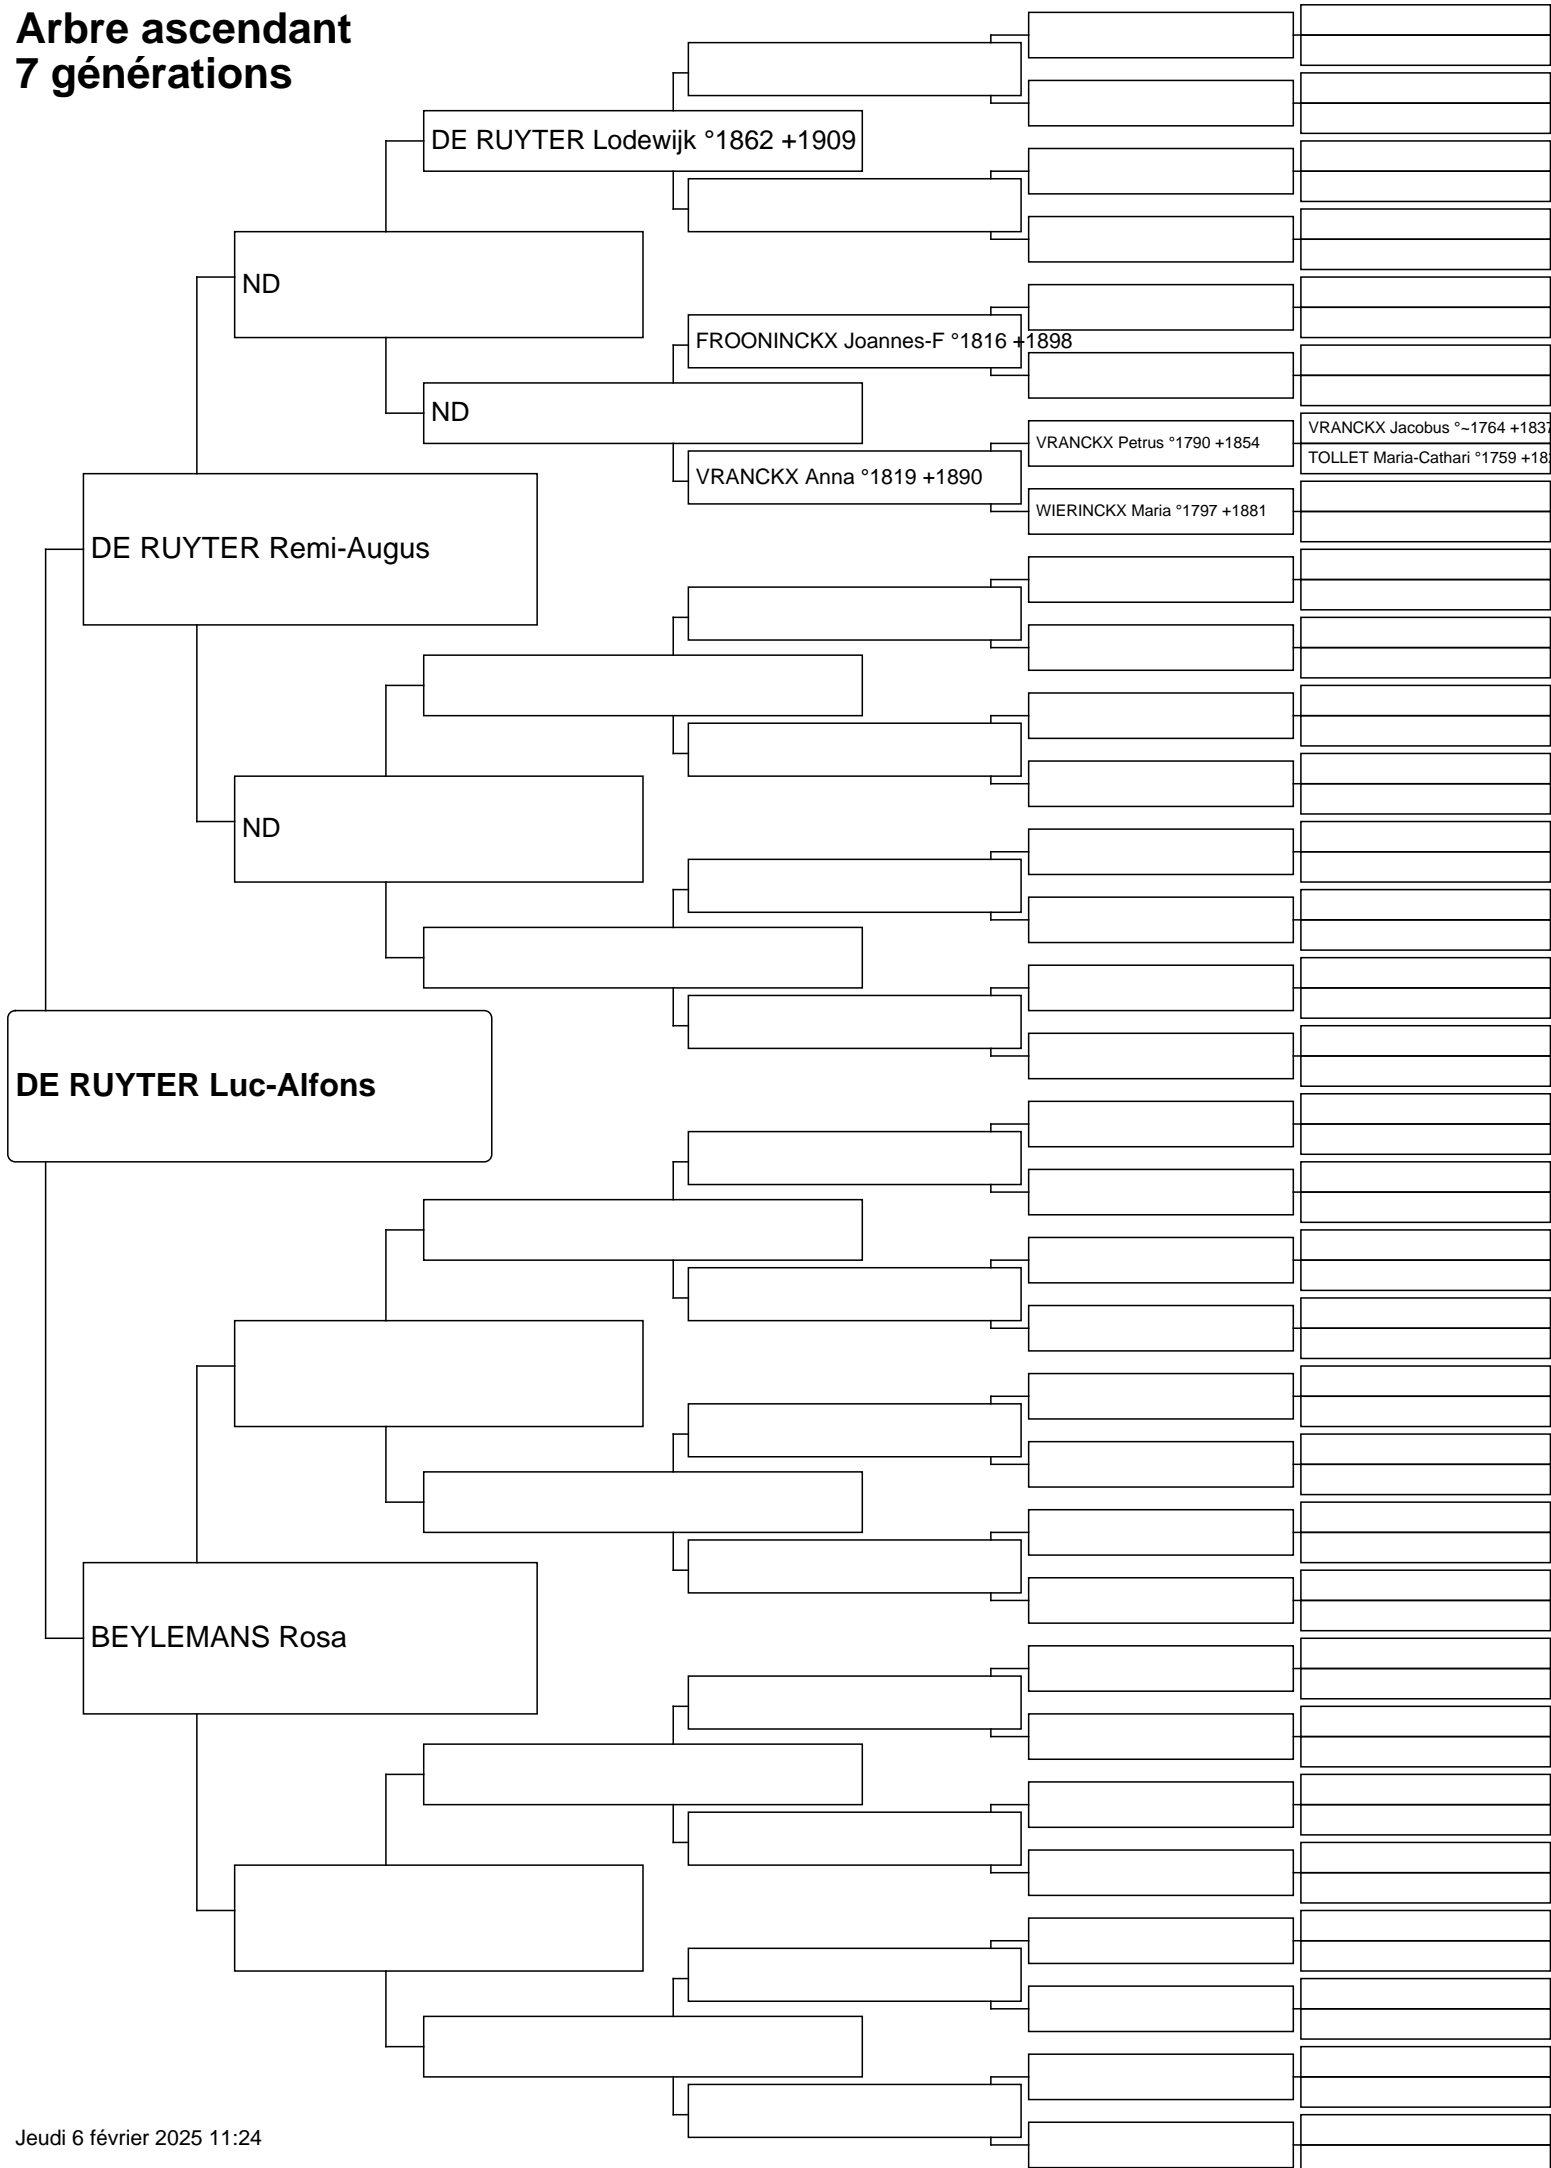 Arbre ascendant
7 générations
DE RUYTER Lodewijk °1862 +1909
ND
FROONINCKX Joannes-F °1816 +1898
ND
VRANCKX Jacobus °~1764 +1837
VRANCKX Petrus °1790 +1854
TOLLET Maria-Cathari °1759 +18
VRANCKX Anna °1819 +1890
WIERINCKX Maria °1797 +1881
DE RUYTER Remi-Augus
ND
DE RUYTER Luc-Alfons
BEYLEMANS Rosa
Jeudi 6 février 2025 11:24